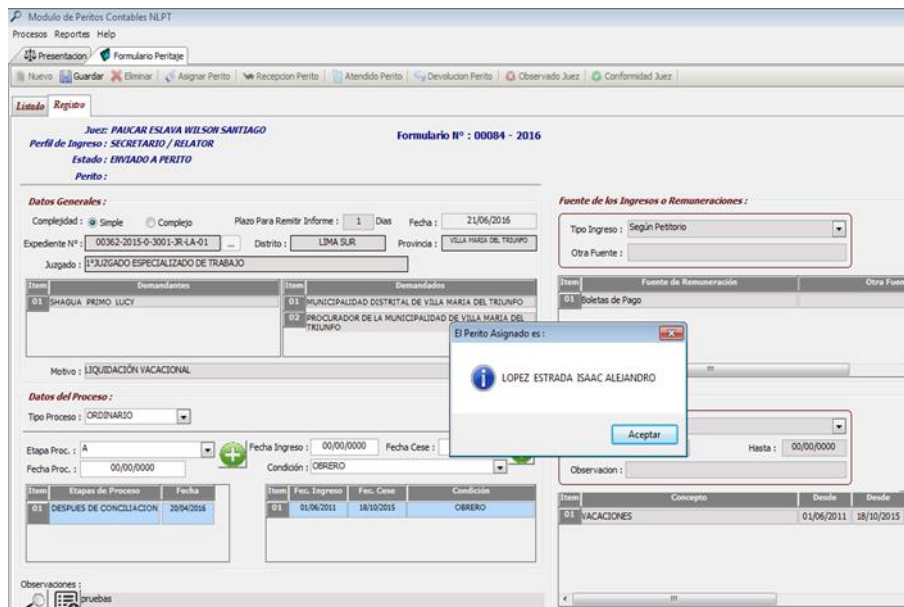 Modulo de Peritos Contables NLPT
Procesos Reportes Help
Presentacion Formulario Peritaje
Nuevo Guardar Eliminar Asignar Perito Recepcion Perito Atendido Perito Devolucion Perito Observado Juez Conformidad Juez
Listado Registro
Juez: PAUCAR ESLAVA WILSON SANTIAGO
Perfil de Ingreso : SECRETARIO / RELATOR
Formulario Nº : 00084 - 2016
Estado : ENVIADO A PERITO
Perito :
Datos Generales :
Complejidad : Simple Complejo Plazo Para Remitir Informe : 1 Dias Fecha : 21/06/2016
Expediente Nº : 00362-2015-0-3001-JR-LA-01 ... Distrito : LIMA SUR Provincia : VILLA MARIA DEL TRIUNFO
Juzgado : 1ºJUZGADO ESPECIALIZADO DE TRABAJO
Item Demandantes
01 SHAGUA PRIMO LUCY
Item Demandados
01 MUNICIPALIDAD DISTRITAL DE VILLA MARIA DEL TRIUNFO
02 PROCURADOR DE LA MUNICIPALIDAD DE VILLA MARIA DEL
TRIUNFO
Motivo : LIQUIDACIÓN VACACIONAL
Fuente de los Ingresos o Remuneraciones :
Tipo Ingreso : Según Petitorio
Otra Fuente :
Item Fuente de Remuneración Otra Fuen
01 Boletas de Pago
El Perito Asignado es :
LOPEZ ESTRADA ISAAC ALEJANDRO
Aceptar
Datos del Proceso :
Tipo Proceso : ORDINARIO
Etapa Proc. : A
Fecha Proc. : 00/00/0000
Fecha Ingreso : 00/00/0000 Fecha Cese :
Condición : OBRERO
Item Etapas de Proceso Fecha
01 DESPUES DE CONCILIACION 20/04/2016
Item Fec. Ingreso Fec. Cese Condición
01 01/06/2011 18/10/2015 OBRERO
Hasta : 00/00/0000
Observacion :
Item Concepto Desde Desde
01 VACACIONES 01/06/2011 18/10/2015
Observaciones :
pruebas